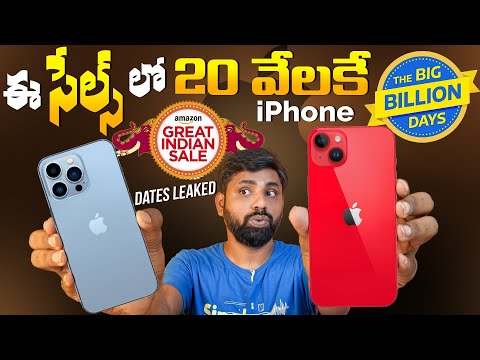 ఈ సేల్స్ లో 20 వేలకే
iPhone
amazon
GREAT
INDIAN
SALE
DATES LEAKED
THE BIG
BILLION
DAYS